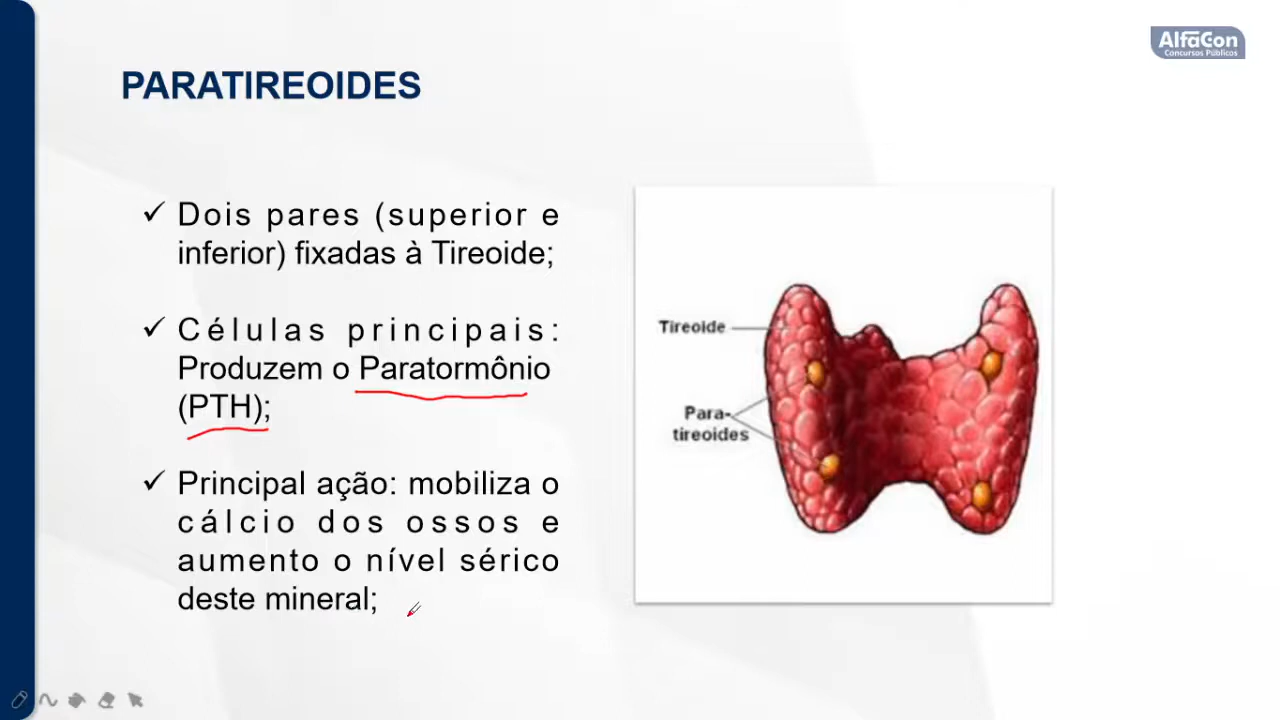 AlfaCon
Concursos Públicos
PARATIREOIDES
✓ Dois pares (superior e
inferior) fixadas à Tireoide;
✓ Células principais:
Produzem o Paratormônio
(PTH);
✓ Principal ação: mobiliza o
cálcio dos ossos e
aumento o nível sérico
deste mineral;
Tireoide
Para-
tireoides